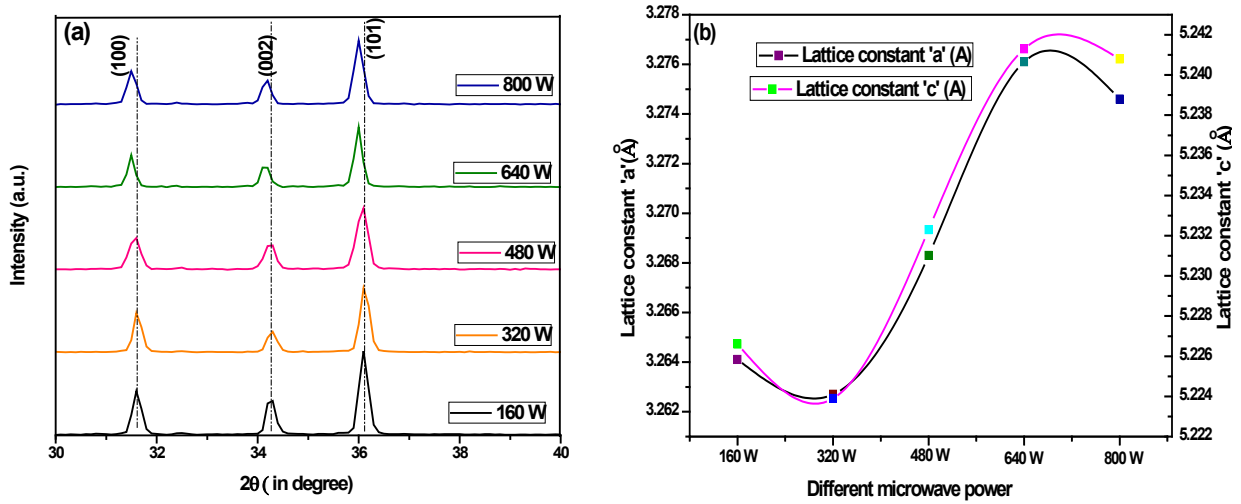 (a)
(100)
(002)
(101)
800 W
640 W
480 W
320 W
160 W
Intensity (a.u.)
30 32 34 36 38 40
2θ ( in degree)
(b)
Lattice constant 'a' (A)
Lattice constant 'c' (A)
3.278
3.276
3.274
3.272
3.270
3.268
3.266
3.264
3.262
Lattice constant 'a'(Å)
5.242
5.240
5.238
5.236
5.234
5.232
5.230
5.228
5.226
5.224
5.222
Lattice constant 'c'(Å)
160 W 320 W 480 W 640 W 800 W
Different microwave power